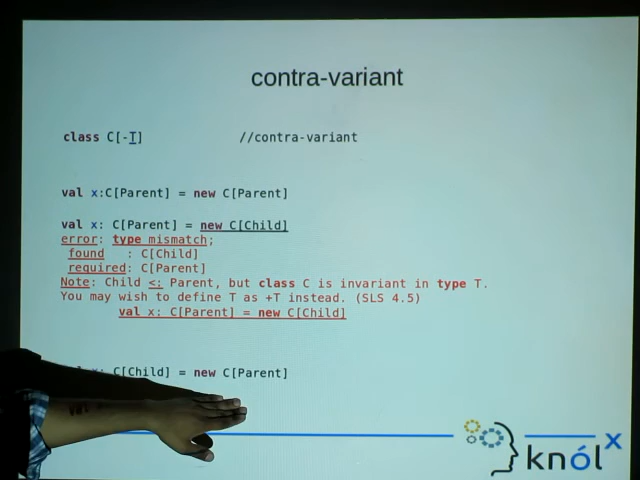 contra-variant
class C[-T] //contra-variant
val x:C[Parent] = new C[Parent]
val x: C[Parent] = new C[Child]
error: type mismatch;
found : C[Child]
required: C[Parent]
Note: Child <: Parent, but class C is invariant in type T.
You may wish to define T as +T instead. (SLS 4.5)
val x: C[Parent] = new C[Child]
x: C[Child] = new C[Parent]
knólx